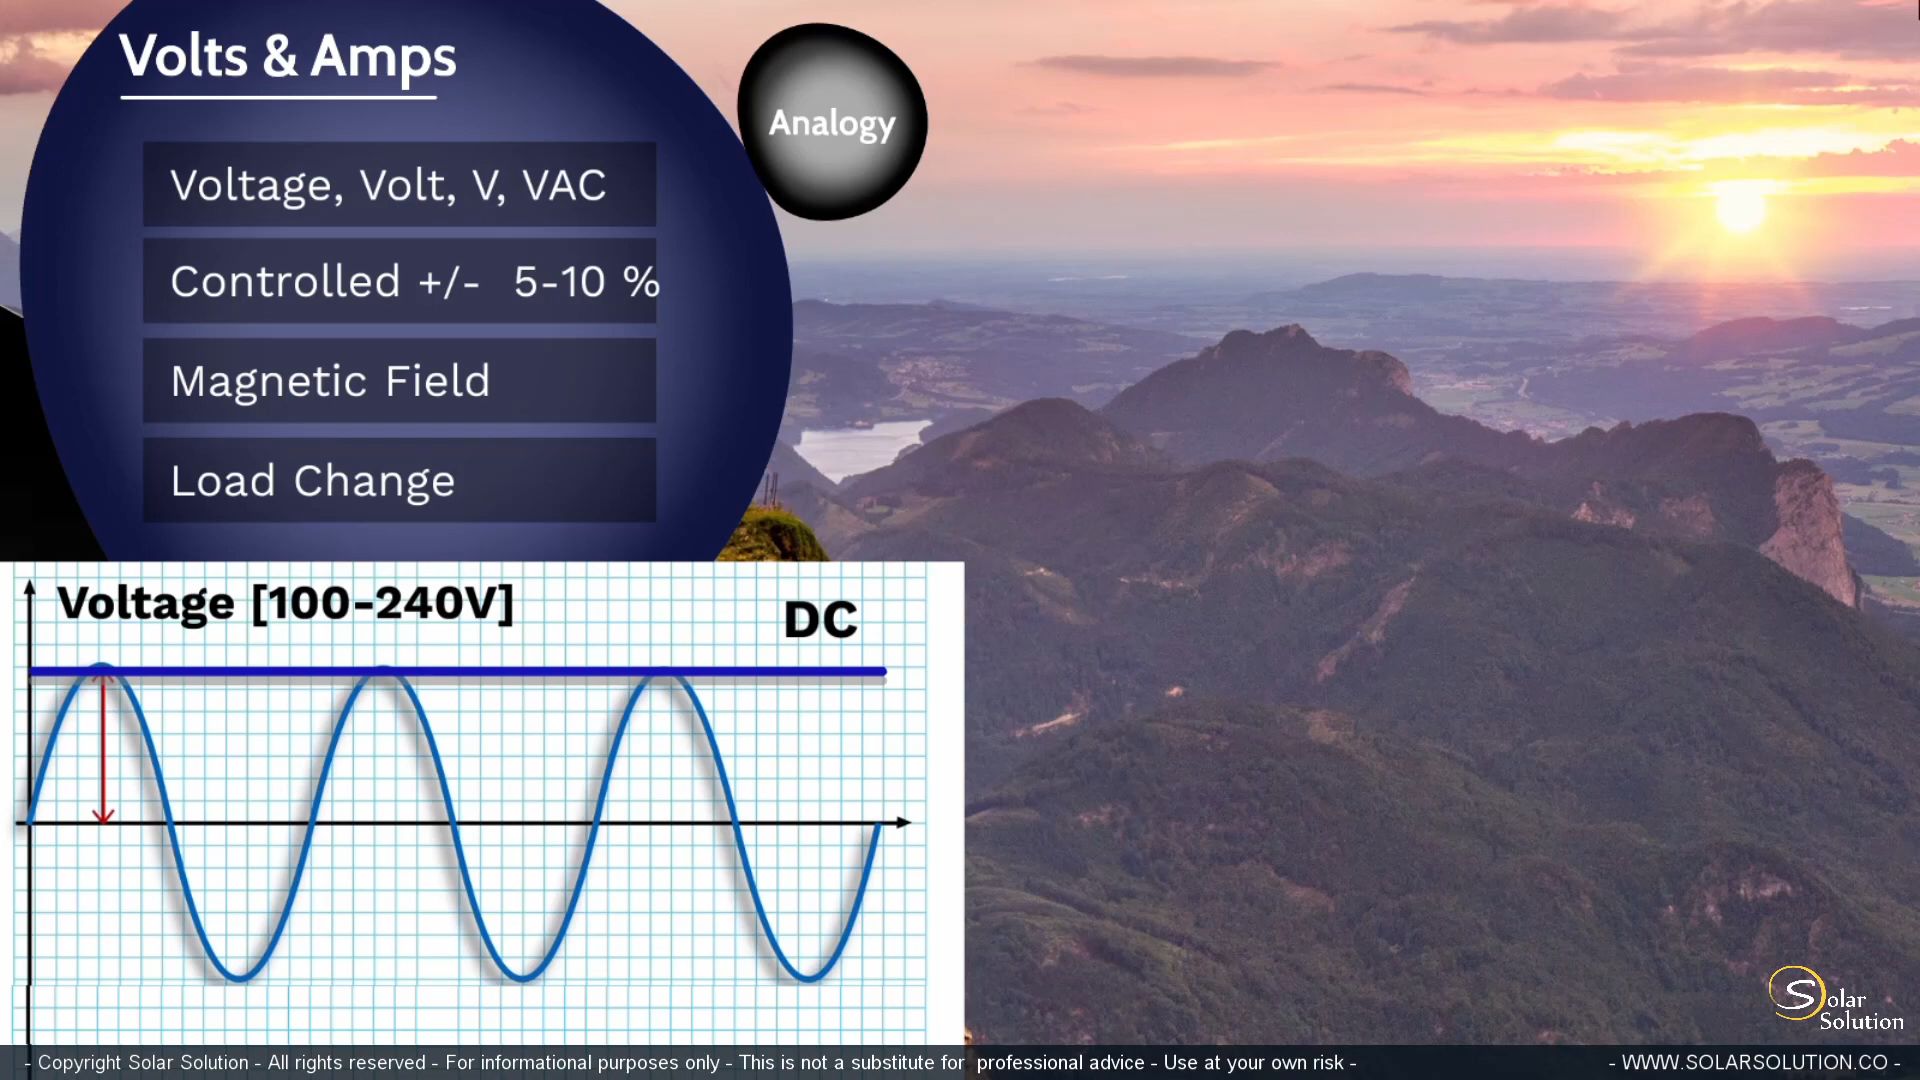 Volts & Amps
Analogy
Voltage, Volt, V, VAC
Controlled +/- 5-10 %
Magnetic Field
Load Change
Voltage [100-240V]
DC
Solar
Solution
- Copyright Solar Solution - All rights reserved - For informational purposes only - This is not a substitute for professional advice - Use at your own risk -
- WWW.SOLARSOLUTION.CO -